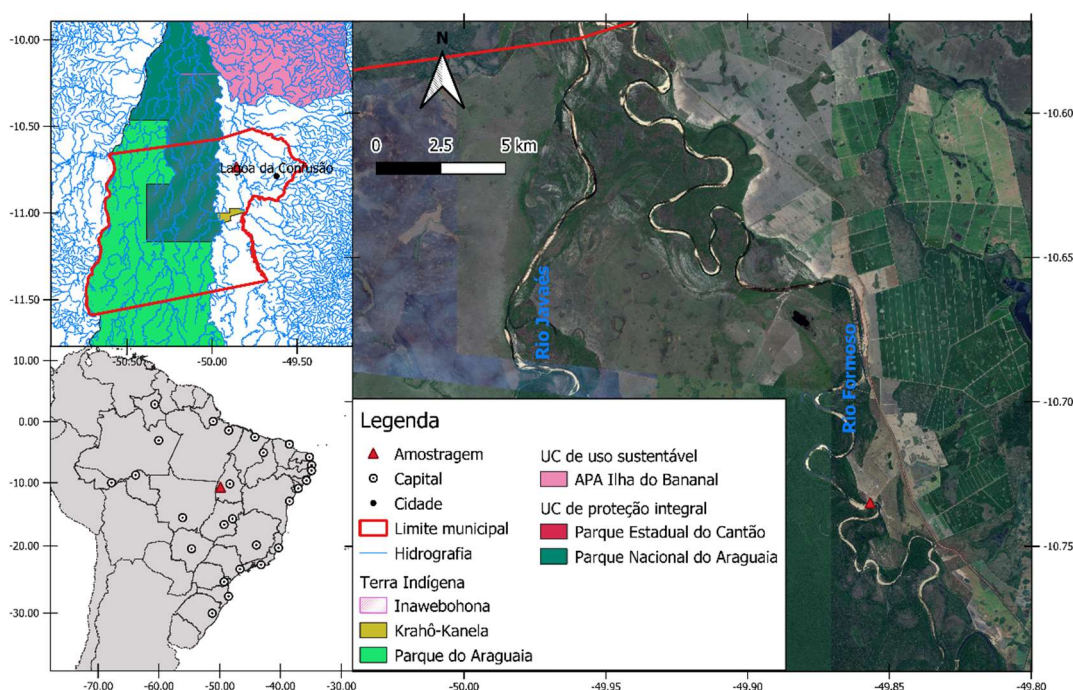 -10.00
-10.50
-11.00
-11.50
-50.50
-50.00
-49.50
Lagoa da Confusão
N
0
2.5
5 km
Rio Javaés
Rio Formoso
-10.60
-10.65
-10.70
-10.75
10.00
0.00
-10.00
-20.00
-30.00
-70.00
-60.00
-50.00
-40.00
-30.00
-50.00
-49.95
-49.90
-49.85
-49.80
Legenda
Amostragem
Capital
Cidade
Limite municipal
Hidrografia
Terra Indígena
Inawebohona
Krahô-Kanela
Parque do Araguaia
UC de uso sustentável
APA Ilha do Bananal
UC de proteção integral
Parque Estadual do Cantão
Parque Nacional do Araguaia